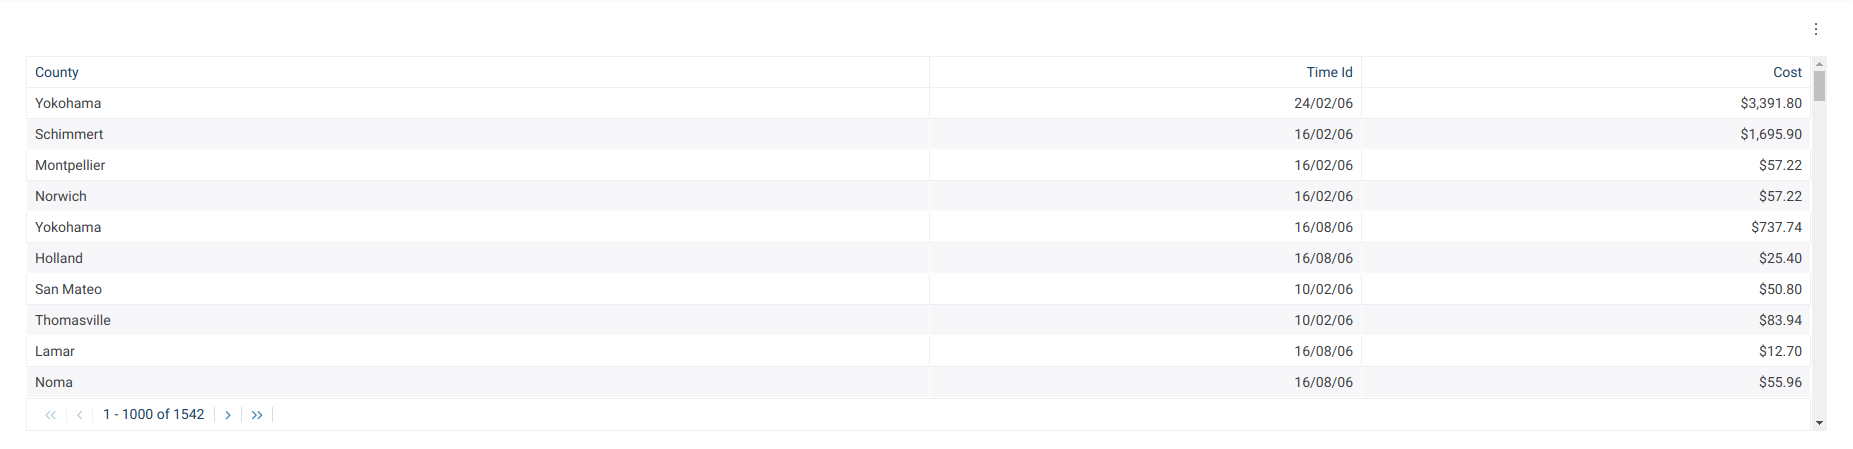 County Time Id Cost
Yokohama 24/02/06 $3,391.80
Schimmert 16/02/06 $1,695.90
Montpellier 16/02/06 $57.22
Norwich 16/02/06 $57.22
Yokohama 16/08/06 $737.74
Holland 16/08/06 $25.40
San Mateo 10/02/06 $50.80
Thomasville 10/02/06 $83.94
Lamar 16/08/06 $12.70
Noma 16/08/06 $55.96
1 - 1000 of 1542